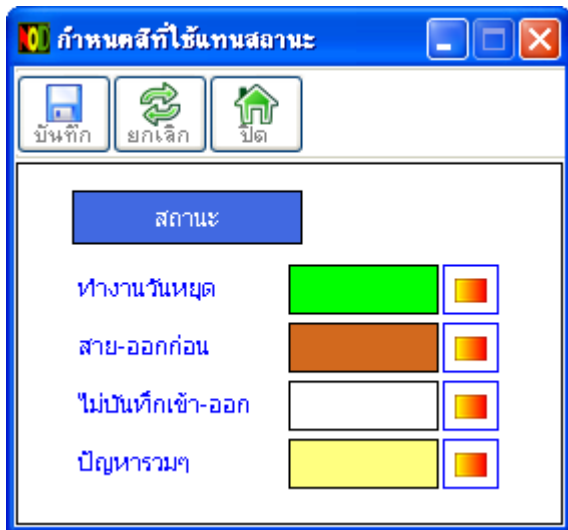 กำหนดสีที่ใช้แทนสถานะ
บันทึก ยกเลิก ปิด
สถานะ
ทำงานวันหยุด
สาย-ออกก่อน
ไม่บันทึกเข้า-ออก
ปัญหารวมๆ